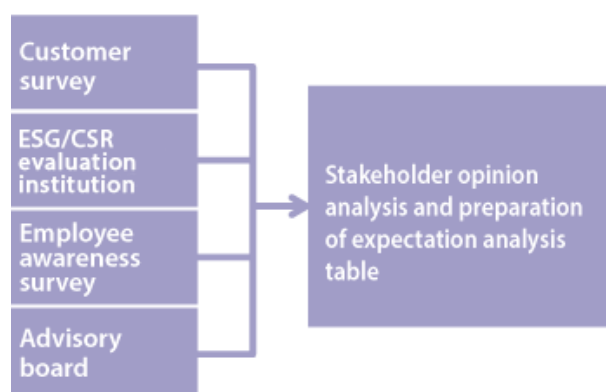 Customer
survey
ESG/CSR
evaluation
institution
Employee
awareness
survey
Advisory
board
Stakeholder opinion
analysis and preparation
of expectation analysis
table